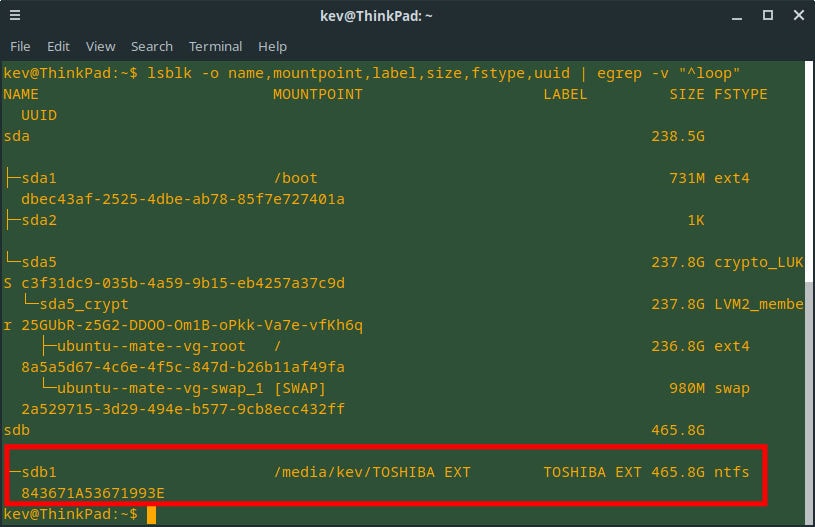 kev@ThinkPad: ~
File Edit View Search Terminal Help
kev@ThinkPad:~$ lsblk -o name,mountpoint,label,size,fstype,uuid | egrep -v "^loop"
NAME MOUNTPOINT LABEL SIZE FSTYPE
UUID
sda 238.5G
├─sda1 /boot 731M ext4
dbec43af-2525-4dbe-ab78-85f7e727401a
├─sda2 1K
└─sda5 237.8G crypto_LUK
S c3f31dc9-035b-4a59-9b15-eb4257a37c9d
└─sda5_crypt 237.8G LVM2_membe
r 25GUbR-z5G2-DDOO-Om1B-oPkk-Va7e-vfKh6q
├─ubuntu--mate--vg-root / 236.8G ext4
8a5a5d67-4c6e-4f5c-847d-b26b11af49fa
└─ubuntu--mate--vg-swap_1 [SWAP] 980M swap
2a529715-3d29-494e-b577-9cb8ecc432ff
sdb 465.8G
└─sdb1 /media/kev/TOSHIBA EXT TOSHIBA EXT 465.8G ntfs
843671A53671993E
kev@ThinkPad:~$